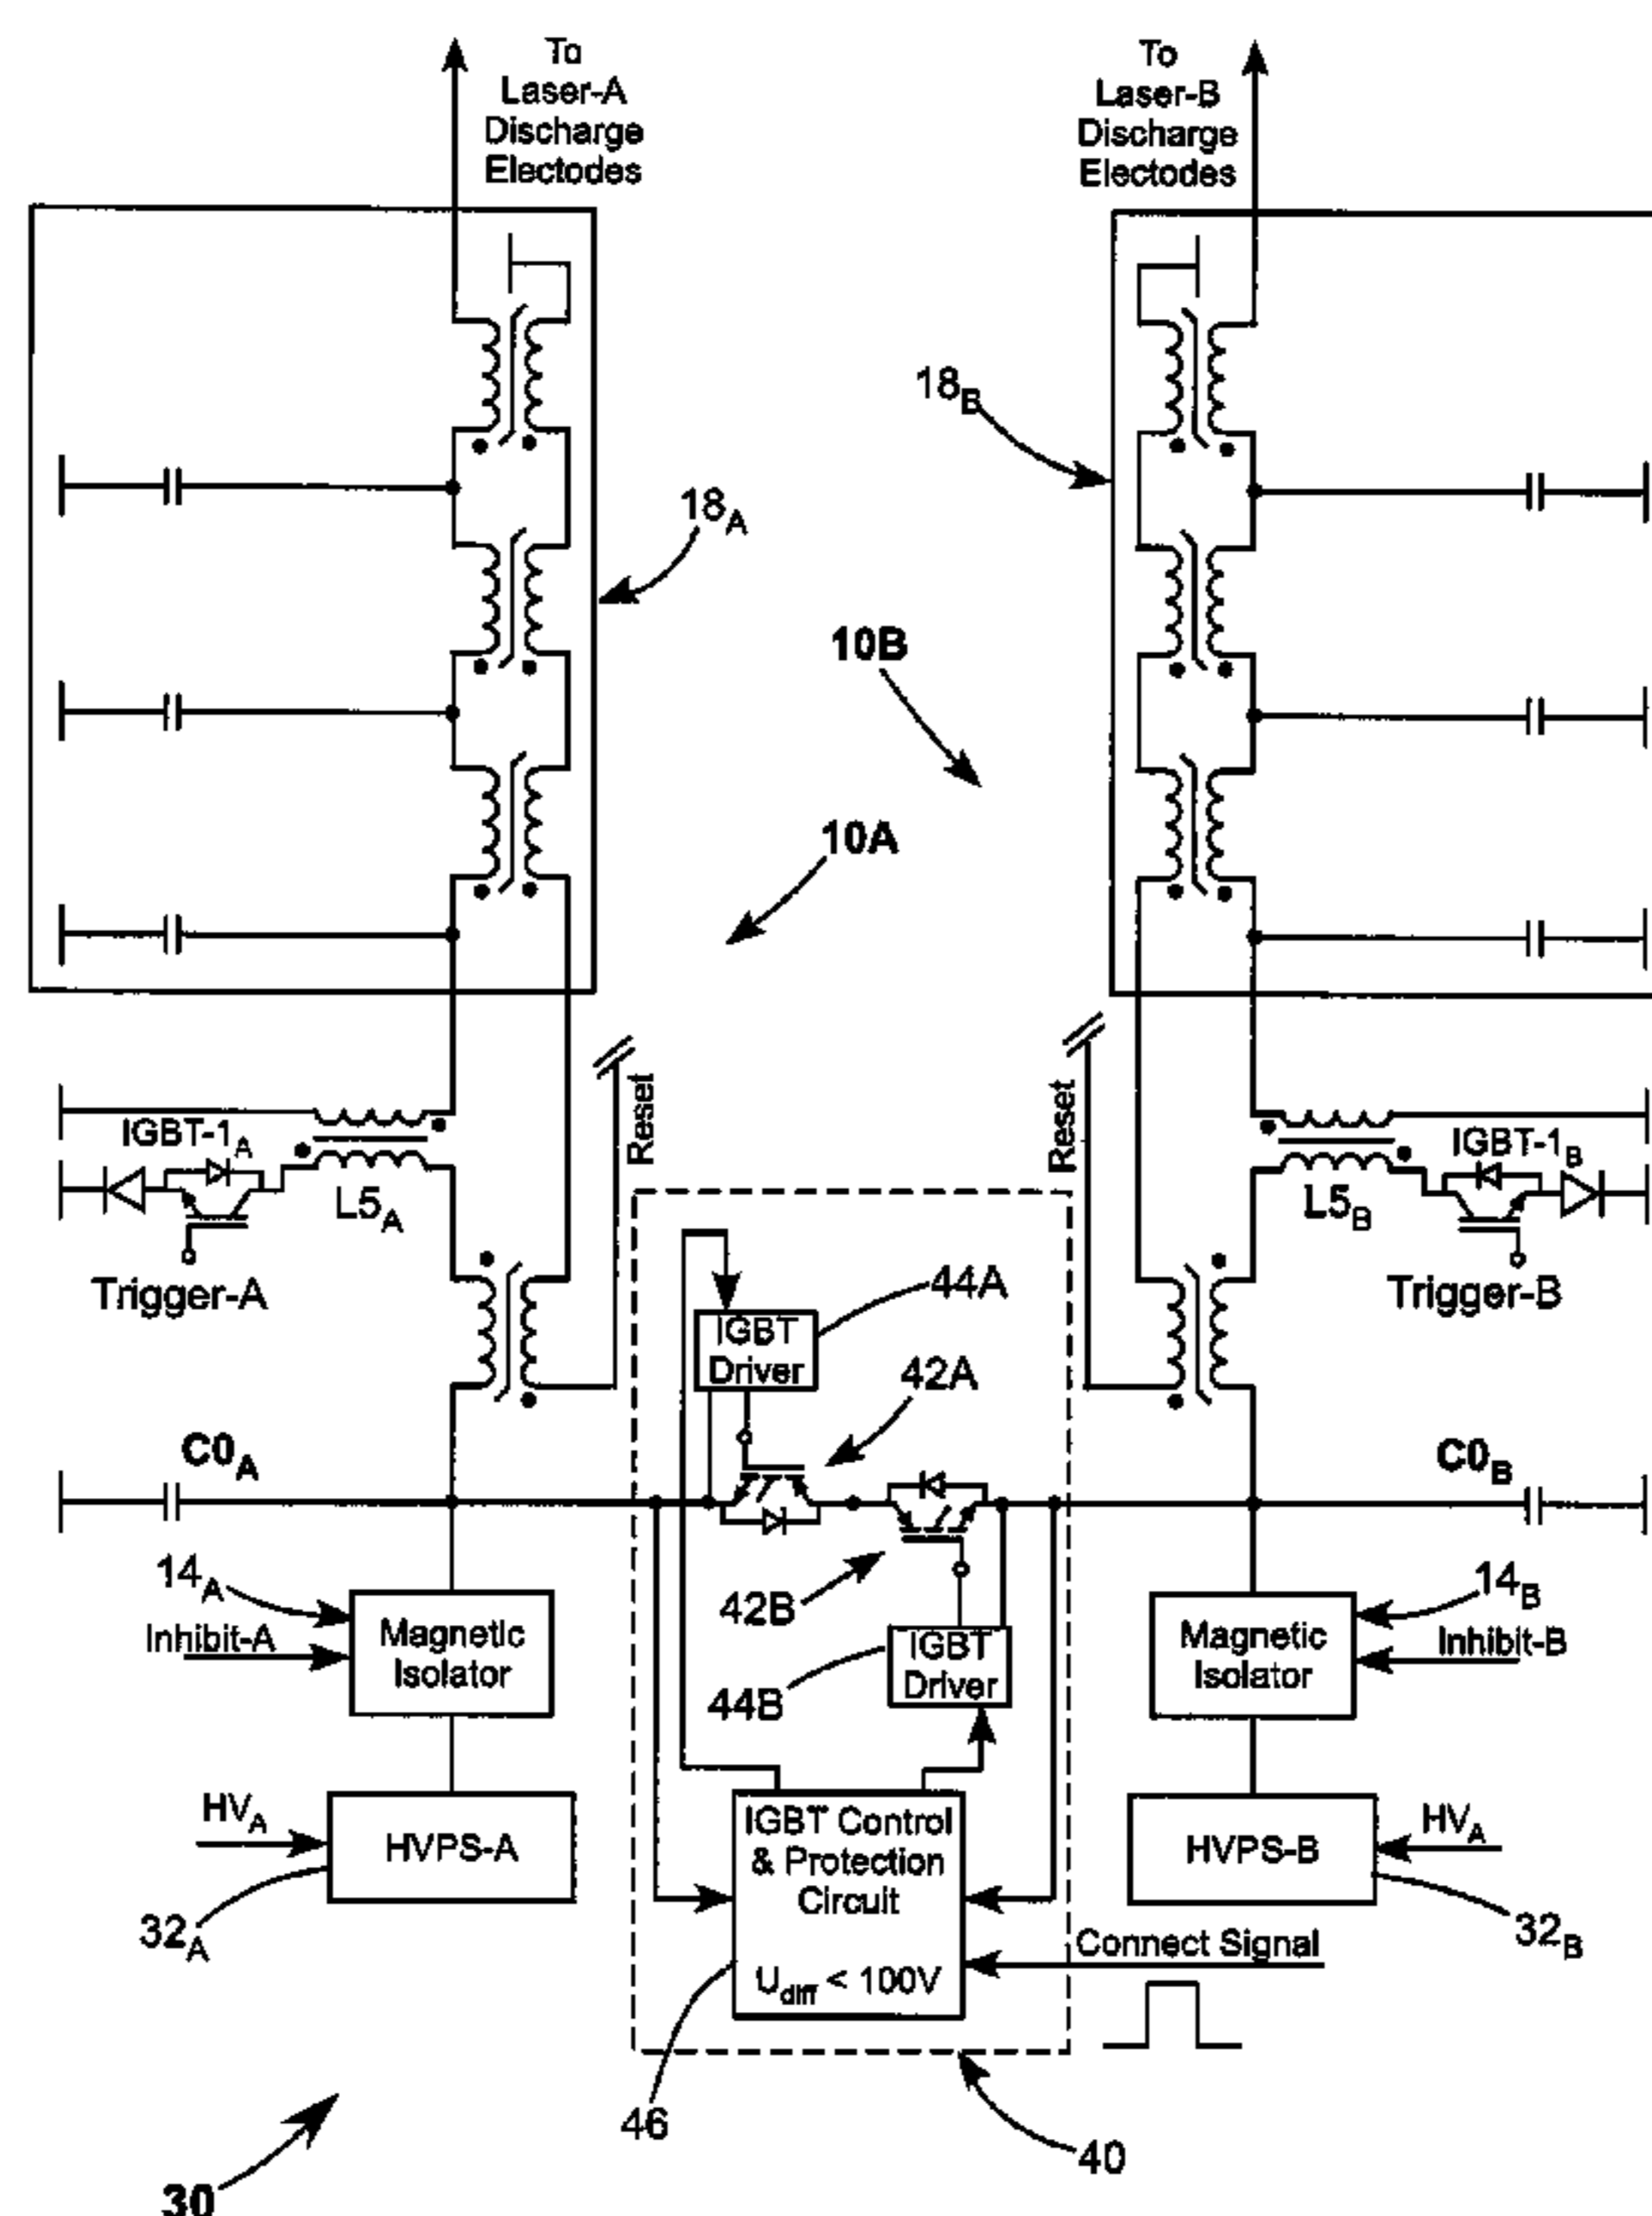 To
Laser-A
Discharge
Electodes
To
Laser-B
Discharge
Electodes
18B
18A
10B
10A
Reset
Reset
IGBT-1A
L5A
Trigger-A
IGBT-1B
L5B
Trigger-B
IGBT
Driver
44A
42A
C0A
C0B
14A
Inhibit-A
Magnetic
Isolator
42B
44B
IGBT
Driver
Magnetic
Isolator
14B
Inhibit-B
HVA
HVPS-A
32A
IGBT Control
& Protection
Circuit
Udiff < 100V
HVPS-B
HVA
32B
Connect Signal
46
40
30